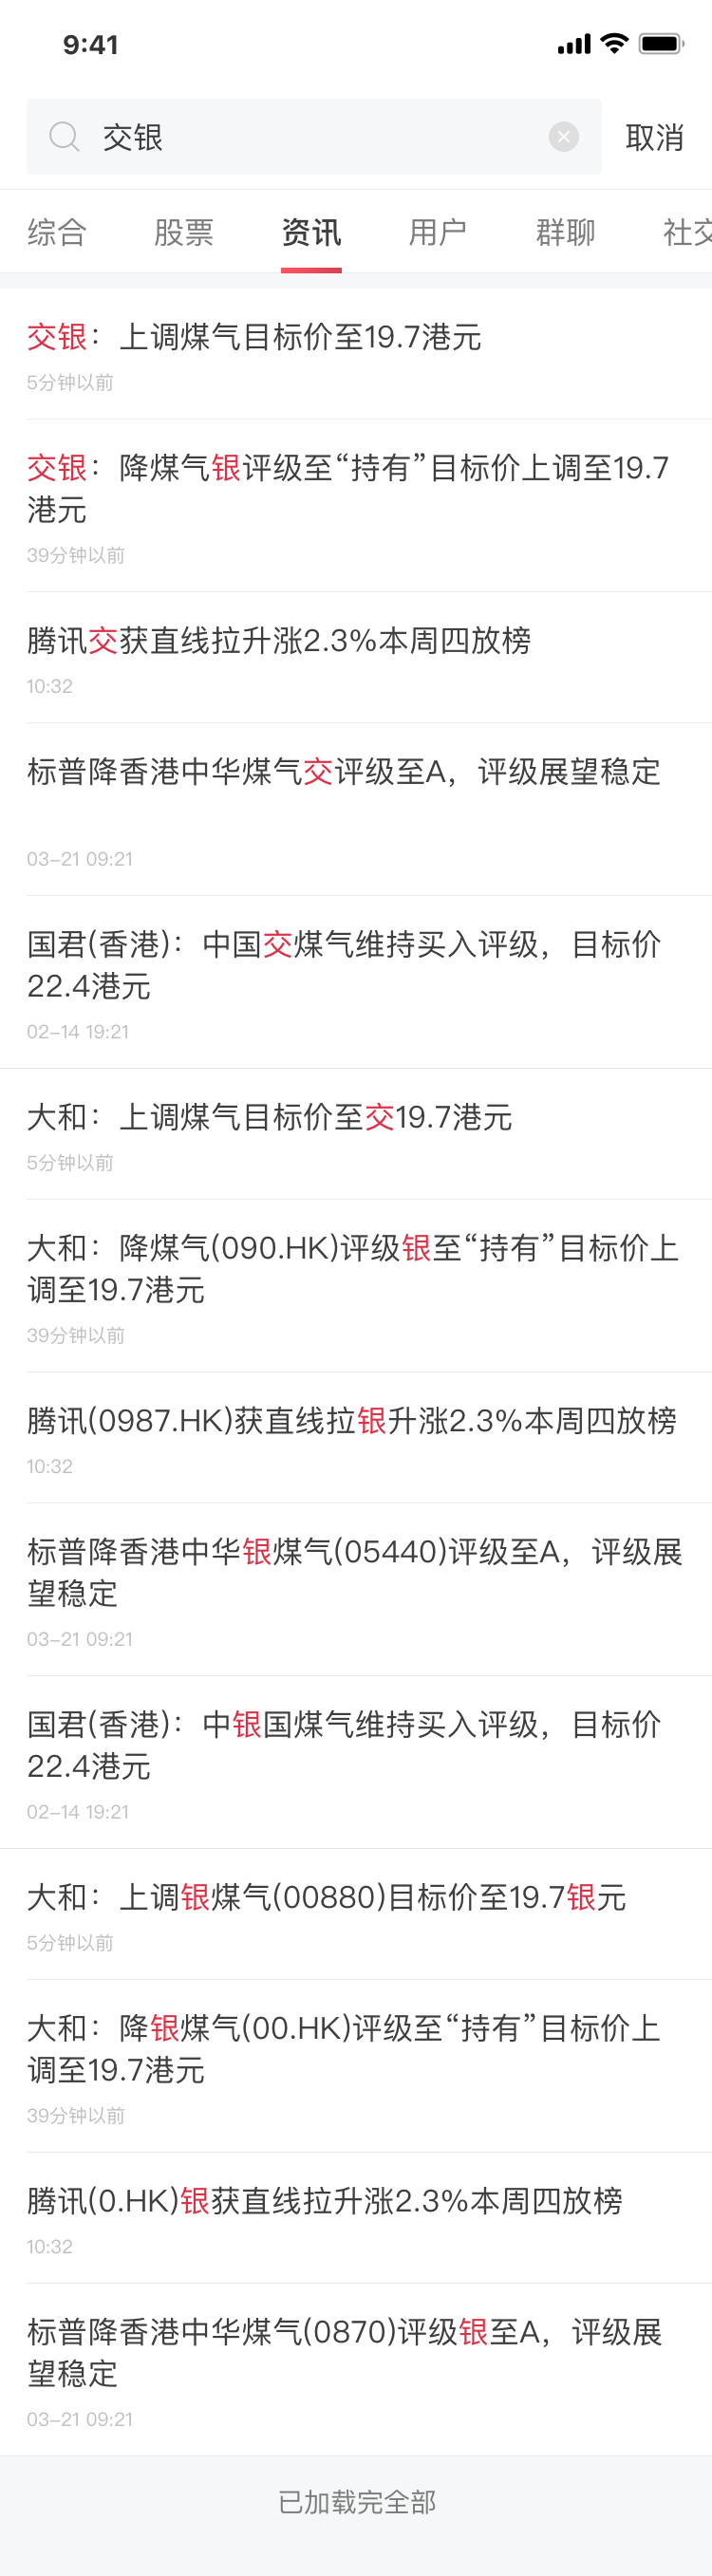 9:41
交银
取消
综合
股票
资讯
用户
群聊
社交
交银：上调煤气目标价至19.7港元
5分钟以前
交银：降煤气银评级至“持有”目标价上调至19.7
港元
39分钟以前
腾讯交获直线拉升涨2.3%本周四放榜
10:32
标普降香港中华煤气交评级至A，评级展望稳定
03-21 09:21
国君(香港)：中国交煤气维持买入评级，目标价
22.4港元
02-14 19:21
大和：上调煤气目标价至交19.7港元
5分钟以前
大和：降煤气(090.HK)评级银至“持有”目标价上
调至19.7港元
39分钟以前
腾讯(0987.HK)获直线拉银升涨2.3%本周四放榜
10:32
标普降香港中华银煤气(05440)评级至A，评级展
望稳定
03-21 09:21
国君(香港)：中银国煤气维持买入评级，目标价
22.4港元
02-14 19:21
大和：上调银煤气(00880)目标价至19.7银元
5分钟以前
大和：降银煤气(00.HK)评级至“持有”目标价上
调至19.7港元
39分钟以前
腾讯(0.HK)银获直线拉升涨2.3%本周四放榜
10:32
标普降香港中华煤气(0870)评级银至A，评级展
望稳定
03-21 09:21
已加载完全部